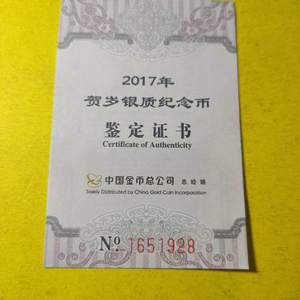 2017年
贺岁银质纪念币
鉴定证书
Certificate of Authenticity
中国金币总公司 总经销
Solely Distributed by China Gold Coin Incorporation
№ 1651928